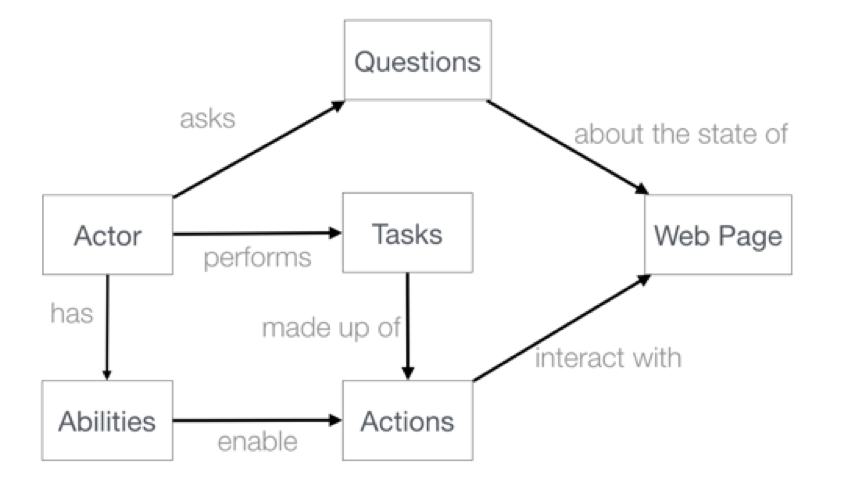 Questions
asks
about the state of
Actor
Tasks
Web Page
performs
has
made up of
interact with
Abilities
Actions
enable